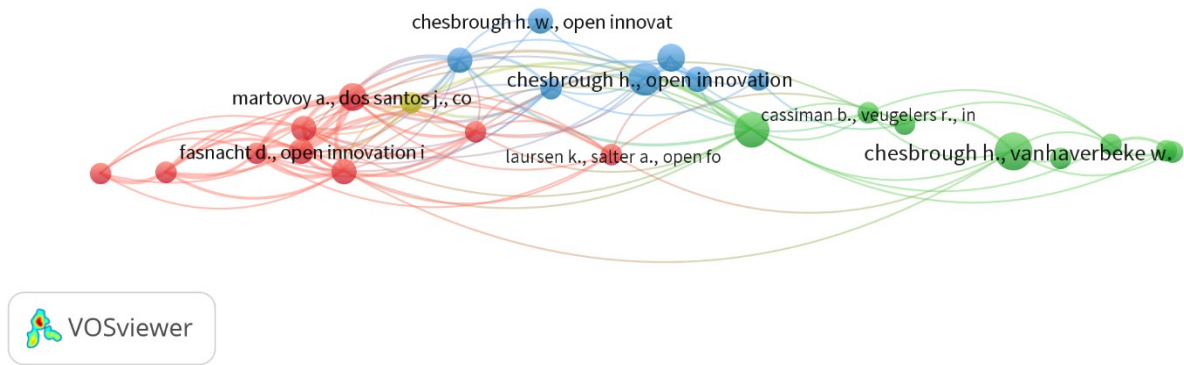 chesbrough h. w., open innovat
chesbrough h., open innovation
martovoy a., dos santos j., co
cassiman b., veugelers r., in
fasnacht d., open innovation i
laursen k., salter a., open fo
chesbrough h., vanhaverbeke w.
VOSviewer